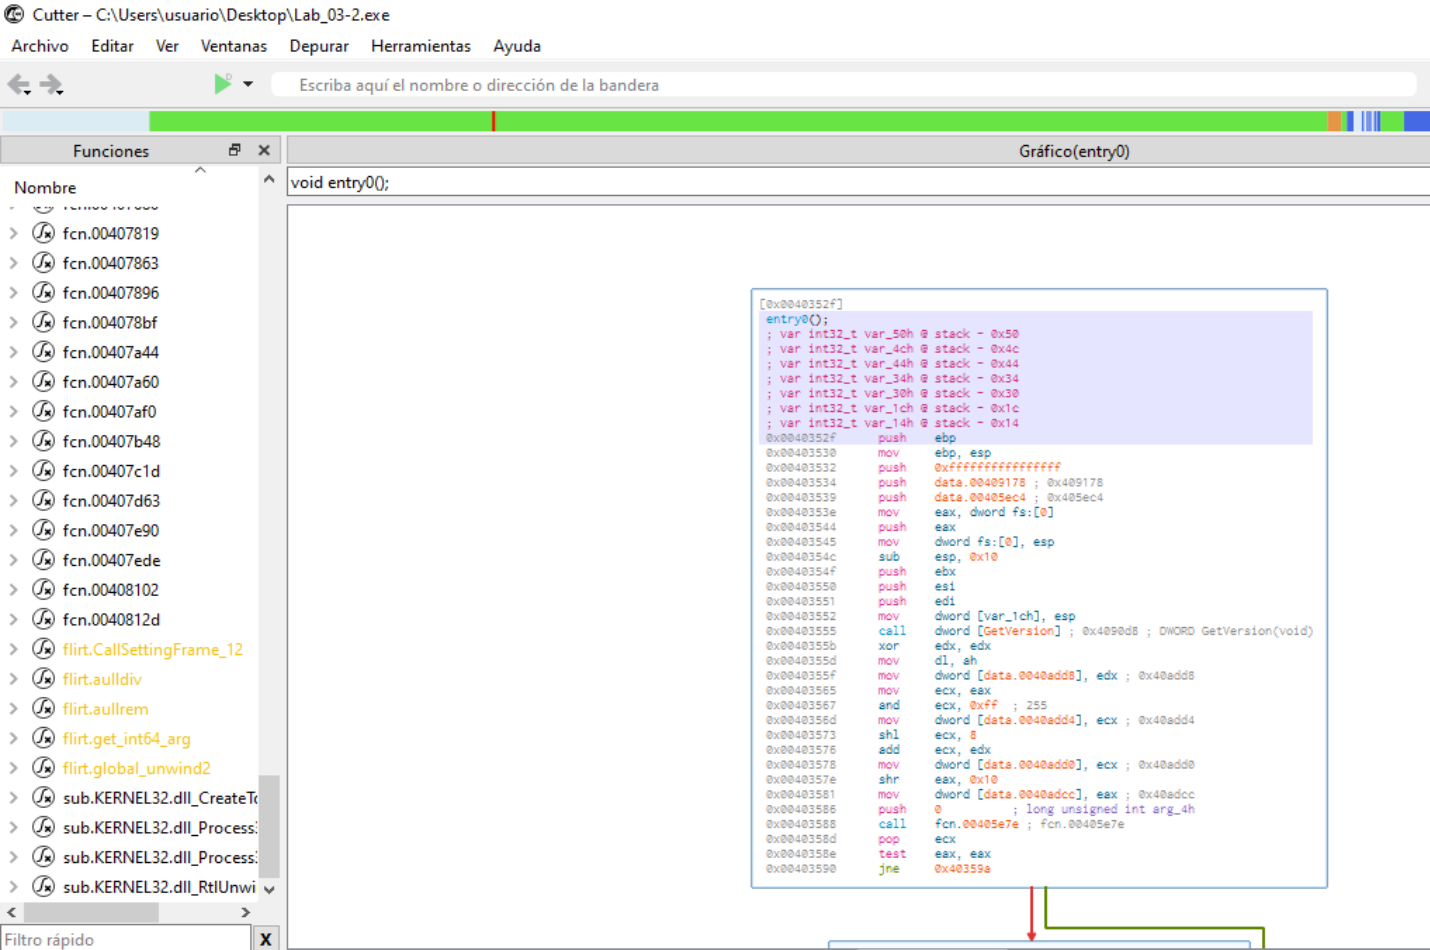 Cutter – C:\Users\usuario\Desktop\Lab_03-2.exe
Archivo Editar Ver Ventanas Depurar Herramientas Ayuda
Escriba aquí el nombre o dirección de la bandera
Funciones
Nombre
fcn.00407819
fcn.00407863
fcn.00407896
fcn.004078bf
fcn.00407a44
fcn.00407a60
fcn.00407af0
fcn.00407b48
fcn.00407c1d
fcn.00407d63
fcn.00407e90
fcn.00407ede
fcn.00408102
fcn.0040812d
flirt.CallSettingFrame_12
flirt.aulldiv
flirt.aullrem
flirt.get_int64_arg
flirt.global_unwind2
sub.KERNEL32.dll_CreateTo
sub.KERNEL32.dll_Process3
sub.KERNEL32.dll_Process3
sub.KERNEL32.dll_RtlUnwi
Filtro rápido X
Gráfico(entry0)
void entry0();
[0x0040352f]
entry0();
; var int32_t var_50h @ stack - 0x50
; var int32_t var_4ch @ stack - 0x4c
; var int32_t var_44h @ stack - 0x44
; var int32_t var_34h @ stack - 0x34
; var int32_t var_30h @ stack - 0x30
; var int32_t var_1ch @ stack - 0x1c
; var int32_t var_14h @ stack - 0x14
0x0040352f push ebp
0x00403530 mov ebp, esp
0x00403532 push 0xffffffffffffffff
0x00403534 push data.00409178 ; 0x409178
0x00403539 push data.00405ec4 ; 0x405ec4
0x0040353e mov eax, dword fs:[0]
0x00403544 push eax
0x00403545 mov dword fs:[0], esp
0x0040354c sub esp, 0x10
0x0040354f push ebx
0x00403550 push esi
0x00403551 push edi
0x00403552 mov dword [var_1ch], esp
0x00403555 call dword [GetVersion] ; 0x4090d8 ; DWORD GetVersion(void)
0x0040355b xor edx, edx
0x0040355d mov dl, ah
0x0040355f mov dword [data.0040add8], edx ; 0x40add8
0x00403565 mov ecx, eax
0x00403567 and ecx, 0xff ; 255
0x0040356d mov dword [data.0040add4], ecx ; 0x40add4
0x00403573 shl ecx, 8
0x00403576 add ecx, edx
0x00403578 mov dword [data.0040add0], ecx ; 0x40add0
0x0040357e shr eax, 0x10
0x00403581 mov dword [data.0040adcc], eax ; 0x40adcc
0x00403586 push 0 ; long unsigned int arg_4h
0x00403588 call fcn.00405e7e ; fcn.00405e7e
0x0040358d pop ecx
0x0040358e test eax, eax
0x00403590 jne 0x40359a